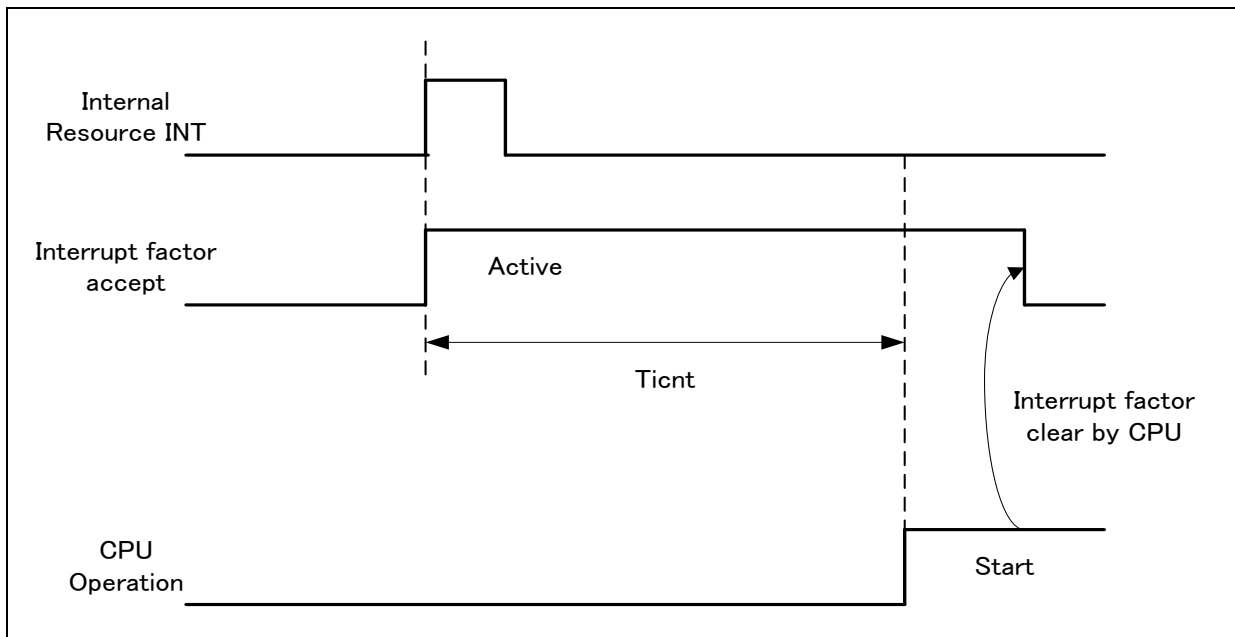 Internal
Resource INT
Interrupt factor
accept
Active
Ticnt
Interrupt factor
clear by CPU
CPU
Operation
Start